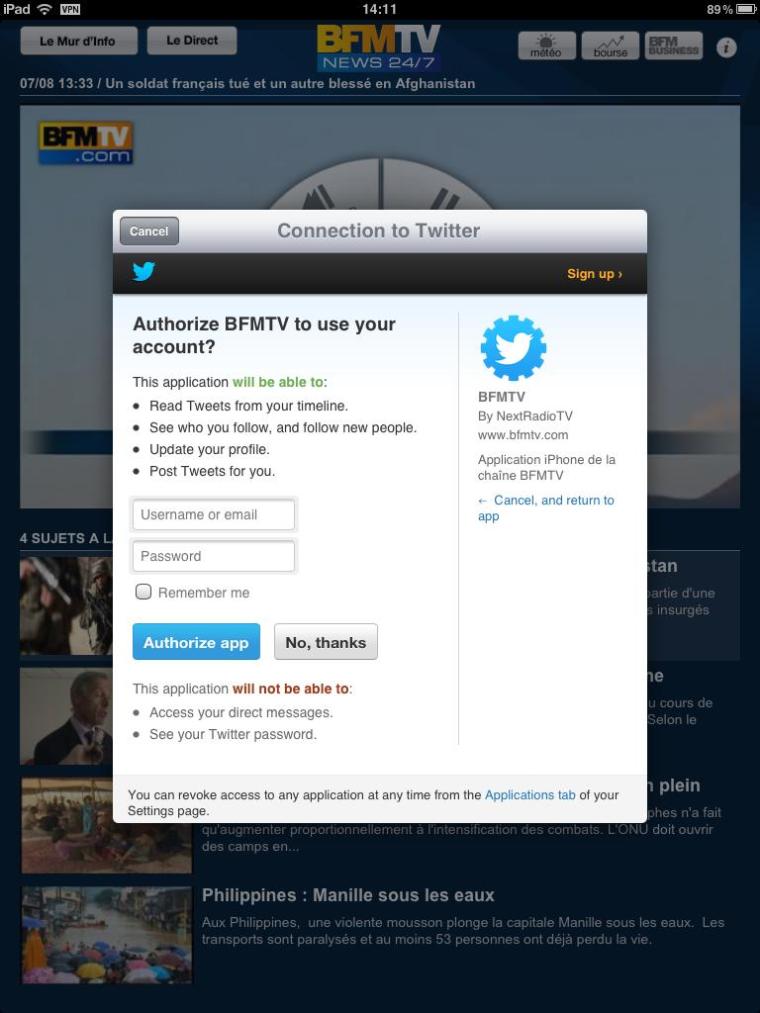 iPad VPN 14:11 89 %
Le Mur d'Info Le Direct BFMTV météo bourse BFM BUSINESS i
NEWS 24/7
07/08 13:33 / Un soldat français tué et un autre blessé en Afghanistan
BFMTV
.com
Cancel Connection to Twitter
Sign up ›
Authorize BFMTV to use your
account?
This application will be able to:
• Read Tweets from your timeline.
• See who you follow, and follow new people.
• Update your profile.
• Post Tweets for you.
Username or email
Password
Remember me
Authorize app No, thanks
This application will not be able to:
• Access your direct messages.
• See your Twitter password.
BFMTV
By NextRadioTV
www.bfmtv.com
Application iPhone de la
chaîne BFMTV
← Cancel, and return to
app
You can revoke access to any application at any time from the Applications tab of your
Settings page.
4 SUJETS A L
stan
partie d'une
s insurgés
ne
u cours de
Selon le
n plein
phes n'a fait
qu'augmenter proportionnellement à l'intensification des combats. L'ONU doit ouvrir
des camps en...
Philippines : Manille sous les eaux
Aux Philippines, une violente mousson plonge la capitale Manille sous les eaux. Les
transports sont paralysés et au moins 53 personnes ont déjà perdu la vie.